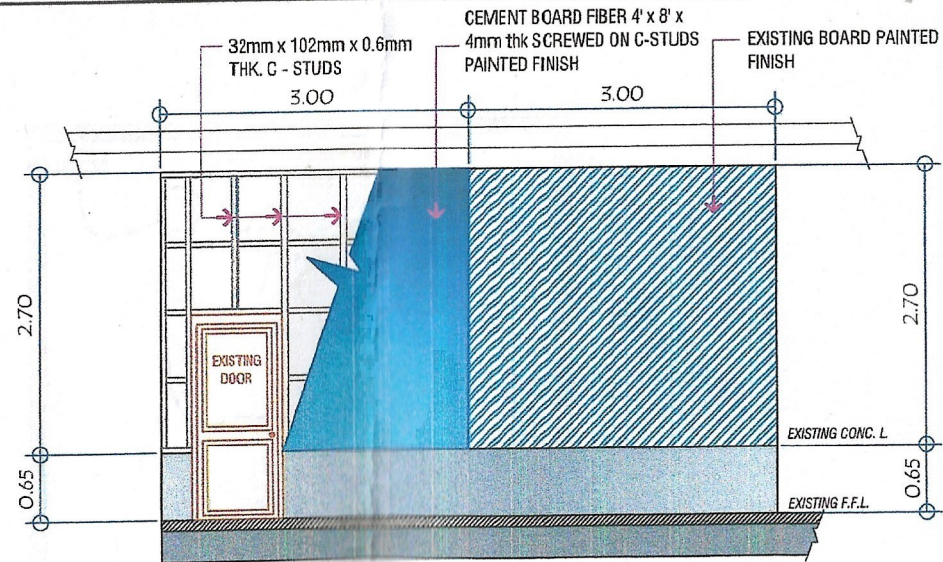 32mm x 102mm x 0.6mm
THK. C - STUDS
CEMENT BOARD FIBER 4' x 8' x
4mm thk SCREWED ON C-STUDS
PAINTED FINISH
EXISTING BOARD PAINTED
FINISH
3.00
3.00
2.70
2.70
EXISTING
DOOR
EXISTING CONC. L
0.65
0.65
EXISTING F.F.L.